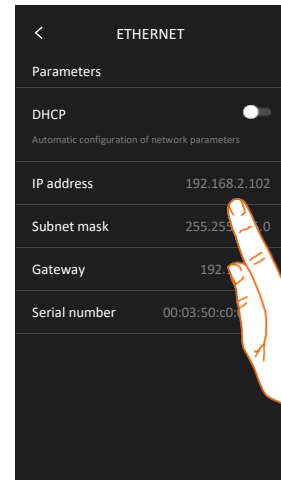 ETHERNET
Parameters
DHCP
Automatic configuration of network parameters
IP address 192.168.2.102
Subnet mask
Gateway
Serial number